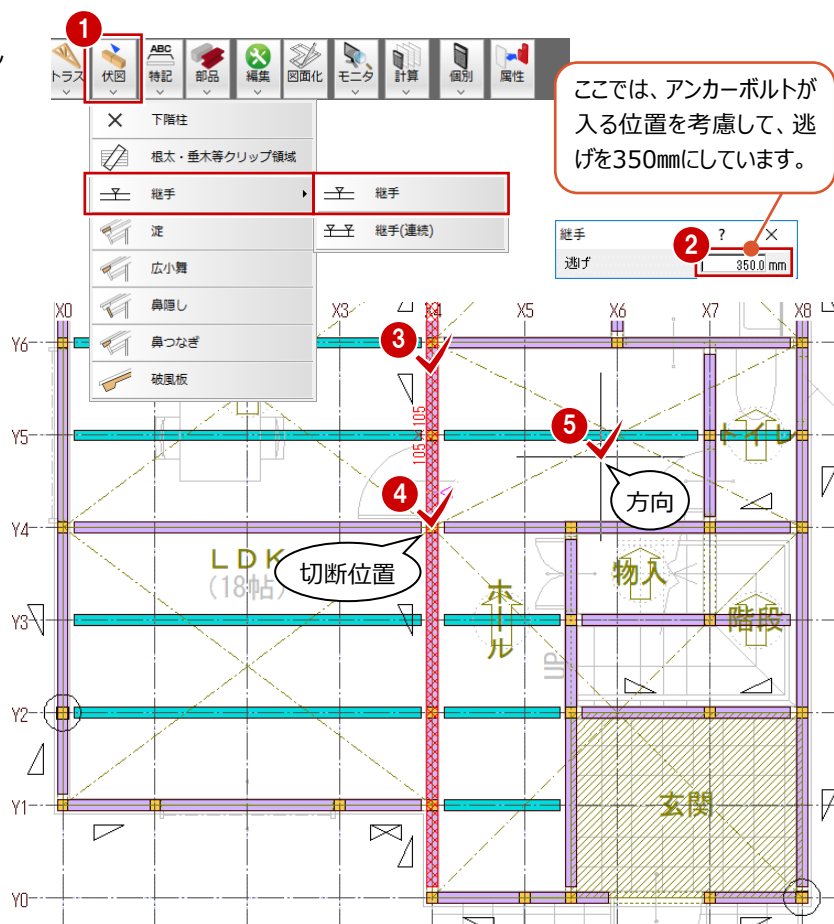 1
トラス
伏図
ABC
特記
部品
編集
図面化
モニタ
計算
個別
属性
下階柱
根太・垂木等クリップ領域
継手
淀
広小舞
鼻隠し
鼻つなぎ
破風板
継手
継手(連続)
ここでは、アンカーボルトが
入る位置を考慮して、逃
げを350㎜にしています。
継手 ? ×
2
逃げ 350.0 mm
X0
X3
X4
X5
X6
X7
X8
Y6
3
105×105
Y5
5
トイレ
4
方向
Y4
切断位置
LDK
(18帖)
ホール
物入
階段
Y3
UP
Y2
玄関
Y1
Y0